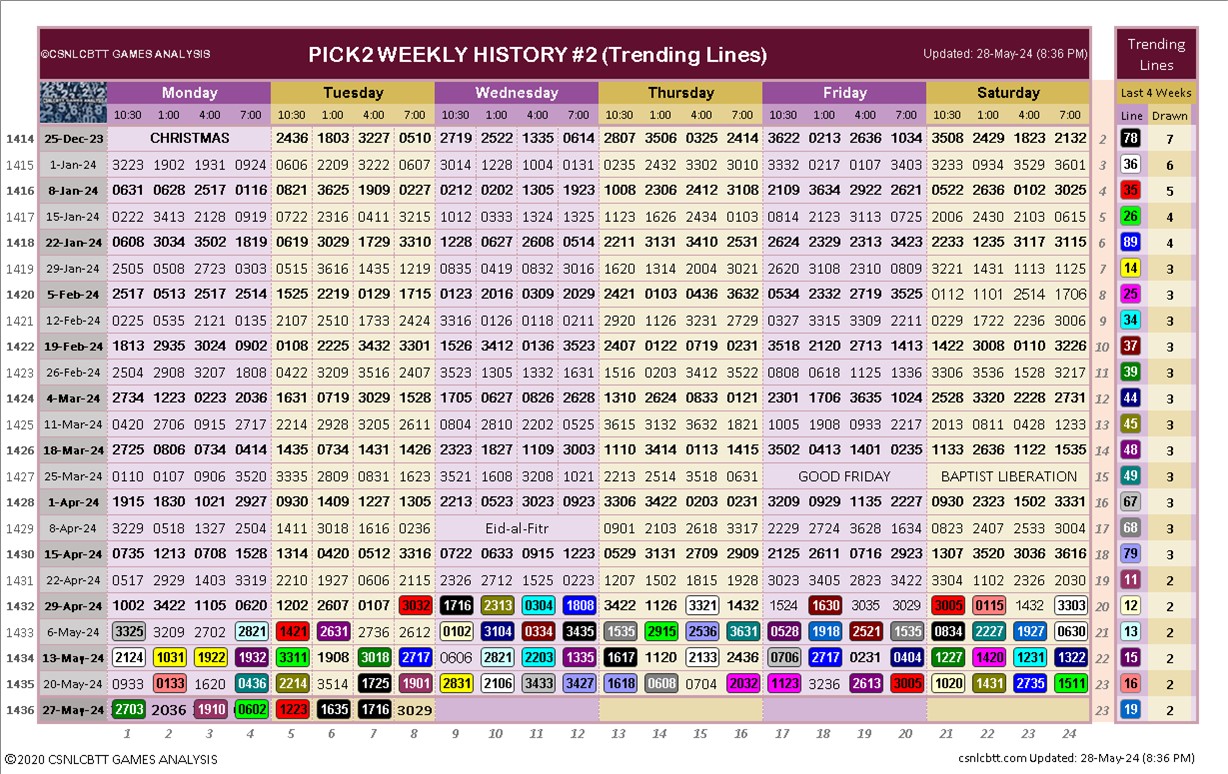 ©CSNLCBTT GAMES ANALYSIS PICK2 WEEKLY HISTORY #2 (Trending Lines) Updated: 28-May-24 (8:36 PM) Trending Lines
Monday Tuesday Wednesday Thursday Friday Saturday Last 4 Weeks
10:30 1:00 4:00 7:00 10:30 1:00 4:00 7:00 10:30 1:00 4:00 7:00 10:30 1:00 4:00 7:00 10:30 1:00 4:00 7:00 10:30 1:00 4:00 7:00 Line Drawn
1414 25-Dec-23 CHRISTMAS 2436 1803 3227 0510 2719 2522 1335 0614 2807 3506 0325 2414 3622 0213 2636 1034 3508 2429 1823 2132 2 78 7
1415 1-Jan-24 3223 1902 1931 0924 0606 2209 3222 0607 3014 1228 1004 0131 0235 2432 3302 3010 3332 0217 0107 3403 3233 0934 3529 3601 3 36 6
1416 8-Jan-24 0631 0628 2517 0116 0821 3625 1909 0227 0212 0202 1305 1923 1008 2306 2412 3108 2109 3634 2922 2621 0522 2636 0102 3025 4 35 5
1417 15-Jan-24 0222 3413 2128 0919 0722 2316 0411 3215 1012 0333 1324 1325 1123 1626 2434 0103 0814 2123 3113 0725 2006 2430 2103 0615 5 26 4
1418 22-Jan-24 0608 3034 3502 1819 0619 3029 1729 3310 1228 0627 2608 0514 2211 3131 3410 2531 2624 2329 2313 3423 2233 1235 3117 3115 6 89 4
1419 29-Jan-24 2505 0508 2723 0303 0515 3616 1435 1219 0835 0419 0832 3016 1620 1314 2004 3021 2620 3108 2310 0809 3221 1431 1113 1125 7 14 3
1420 5-Feb-24 2517 0513 2517 2514 1525 2219 0129 1715 0123 2016 0309 2029 2421 0103 0436 3632 0534 2332 2719 3525 0112 1101 2514 1706 8 25 3
1421 12-Feb-24 0225 0535 2121 0135 2107 2510 1733 2424 3316 0126 0118 0211 2920 1126 3231 2729 0327 3315 3309 2211 0229 1722 2236 3006 9 34 3
1422 19-Feb-24 1813 2935 3024 0902 0108 2225 3432 3301 1526 3412 0136 3523 2407 0122 0719 0231 3518 2120 2713 1413 1422 3008 0110 3226 10 37 3
1423 26-Feb-24 2504 2908 3207 1808 0422 3209 3516 2407 3523 1305 1332 1631 1516 0203 3412 3522 0808 0618 1125 1336 3306 3536 1528 3217 11 39 3
1424 4-Mar-24 2734 1223 0223 2036 1631 0719 3029 1528 1705 0627 0826 2628 1310 2624 0833 0121 2301 1706 3635 1024 2528 3320 2228 2731 12 44 3
1425 11-Mar-24 0420 2706 0915 2717 2214 2928 3205 2611 0804 2810 2202 0525 3615 3132 3632 1821 1005 1908 0933 2217 2013 0811 0428 1233 13 45 3
1426 18-Mar-24 2725 0806 0734 0414 1435 0734 1431 1426 2323 1827 1109 3003 1110 3414 0113 1415 3502 0413 1401 0235 1133 2636 1122 1535 14 48 3
1427 25-Mar-24 0110 0107 0906 3520 3335 2809 0831 1623 3521 1608 3208 1021 2213 2514 3518 0631 GOOD FRIDAY BAPTIST LIBERATION 15 49 3
1428 1-Apr-24 1915 1830 1021 2927 0930 1409 1227 1305 2213 0523 3023 0923 3306 3422 0203 0231 3209 0929 1135 2227 0930 2323 1502 3331 16 67 3
1429 8-Apr-24 3229 0518 1327 2504 1411 3018 1616 0236 Eid-al-Fitr 0901 2103 2618 3317 2229 2724 3628 1634 0823 2407 2533 3004 17 68 3
1430 15-Apr-24 0735 1213 0708 1528 1314 0420 0512 3316 0722 0633 0915 1223 0529 3131 2709 2909 2125 2611 0716 2923 1307 3520 3036 3616 18 79 3
1431 22-Apr-24 0517 2929 1403 3319 2210 1927 0606 2115 2326 2712 1525 0223 1207 1502 1815 1928 3023 3405 2823 3422 3304 1102 2326 2030 19 11 2
1432 29-Apr-24 1002 3422 1105 0620 1202 2607 0107 3032 1716 2313 0304 1808 3422 1126 3321 1432 1524 1630 3035 3029 3005 0115 1432 3303 20 12 2
1433 6-May-24 3325 3209 2702 2821 1421 2631 2736 2612 0102 3104 0334 3435 1535 2915 2536 3631 0528 1918 2521 1535 0834 2227 1927 0630 21 13 2
1434 13-May-24 2124 1031 1922 1932 3311 1908 3018 2717 0606 2821 2203 1335 1617 1120 2133 2436 0706 2717 0231 0404 1227 1420 1231 1322 22 15 2
1435 20-May-24 0933 0133 1620 0436 2214 3514 1725 1901 2831 2106 3433 3427 1618 0608 0704 2032 1123 3236 2613 3005 1020 1431 2735 1511 23 16 2
1436 27-May-24 2703 2036 1910 0602 1223 1635 1716 3029 23 19 2
1 2 3 4 5 6 7 8 9 10 11 12 13 14 15 16 17 18 19 20 21 22 23 24
©2020 CSNLCBTT GAMES ANALYSIS csnlcbtt.com Updated: 28-May-24 (8:36 PM)